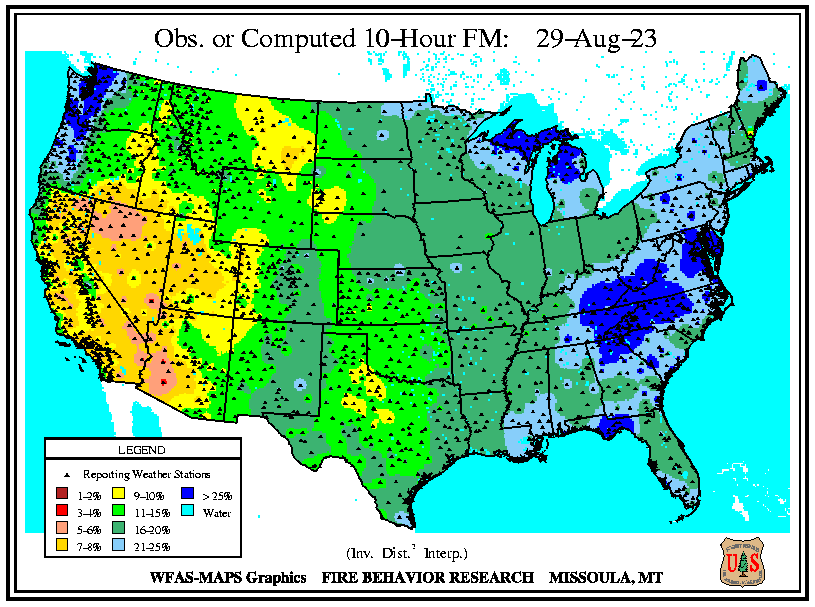 Obs. or Computed 10-Hour FM: 29-Aug-23
LEGEND
Reporting Weather Stations
1-2% 9-10% > 25%
3-4% 11-15% Water
5-6% 16-20%
7-8% 21-25%
(Inv. Dist.² Interp.)
WFAS-MAPS Graphics FIRE BEHAVIOR RESEARCH MISSOULA, MT
U S